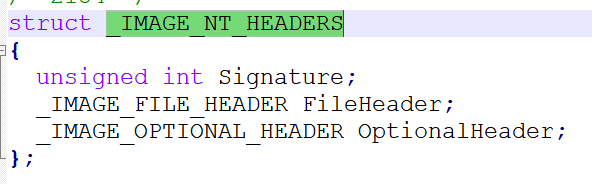 struct _IMAGE_NT_HEADERS
{
unsigned int Signature;
_IMAGE_FILE_HEADER FileHeader;
_IMAGE_OPTIONAL_HEADER OptionalHeader;
};